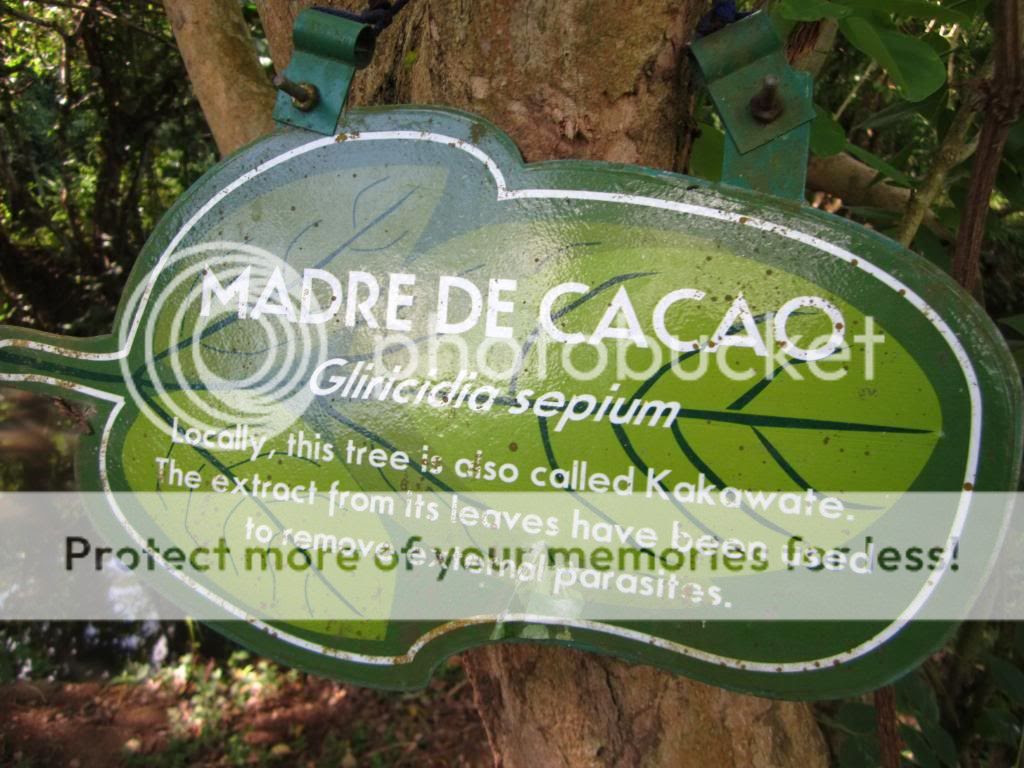 MADRE DE CACAO
photobucket
Gliricidia sepium
Locally, this tree is also called Kakawate.
The extract from its leaves have been used
to remove external parasites.
Protect more of your memories for less!